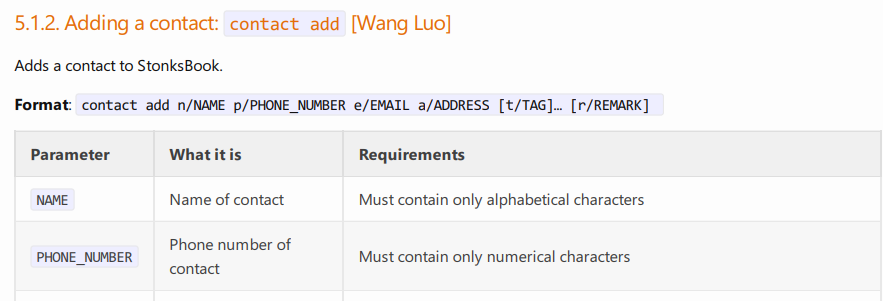 5.1.2. Adding a contact: contact add [Wang Luo]
Adds a contact to StonksBook.
Format: contact add n/NAME p/PHONE_NUMBER e/EMAIL a/ADDRESS [t/TAG]… [r/REMARK]
Parameter What it is Requirements
NAME Name of contact Must contain only alphabetical characters
PHONE_NUMBER Phone number of contact Must contain only numerical characters